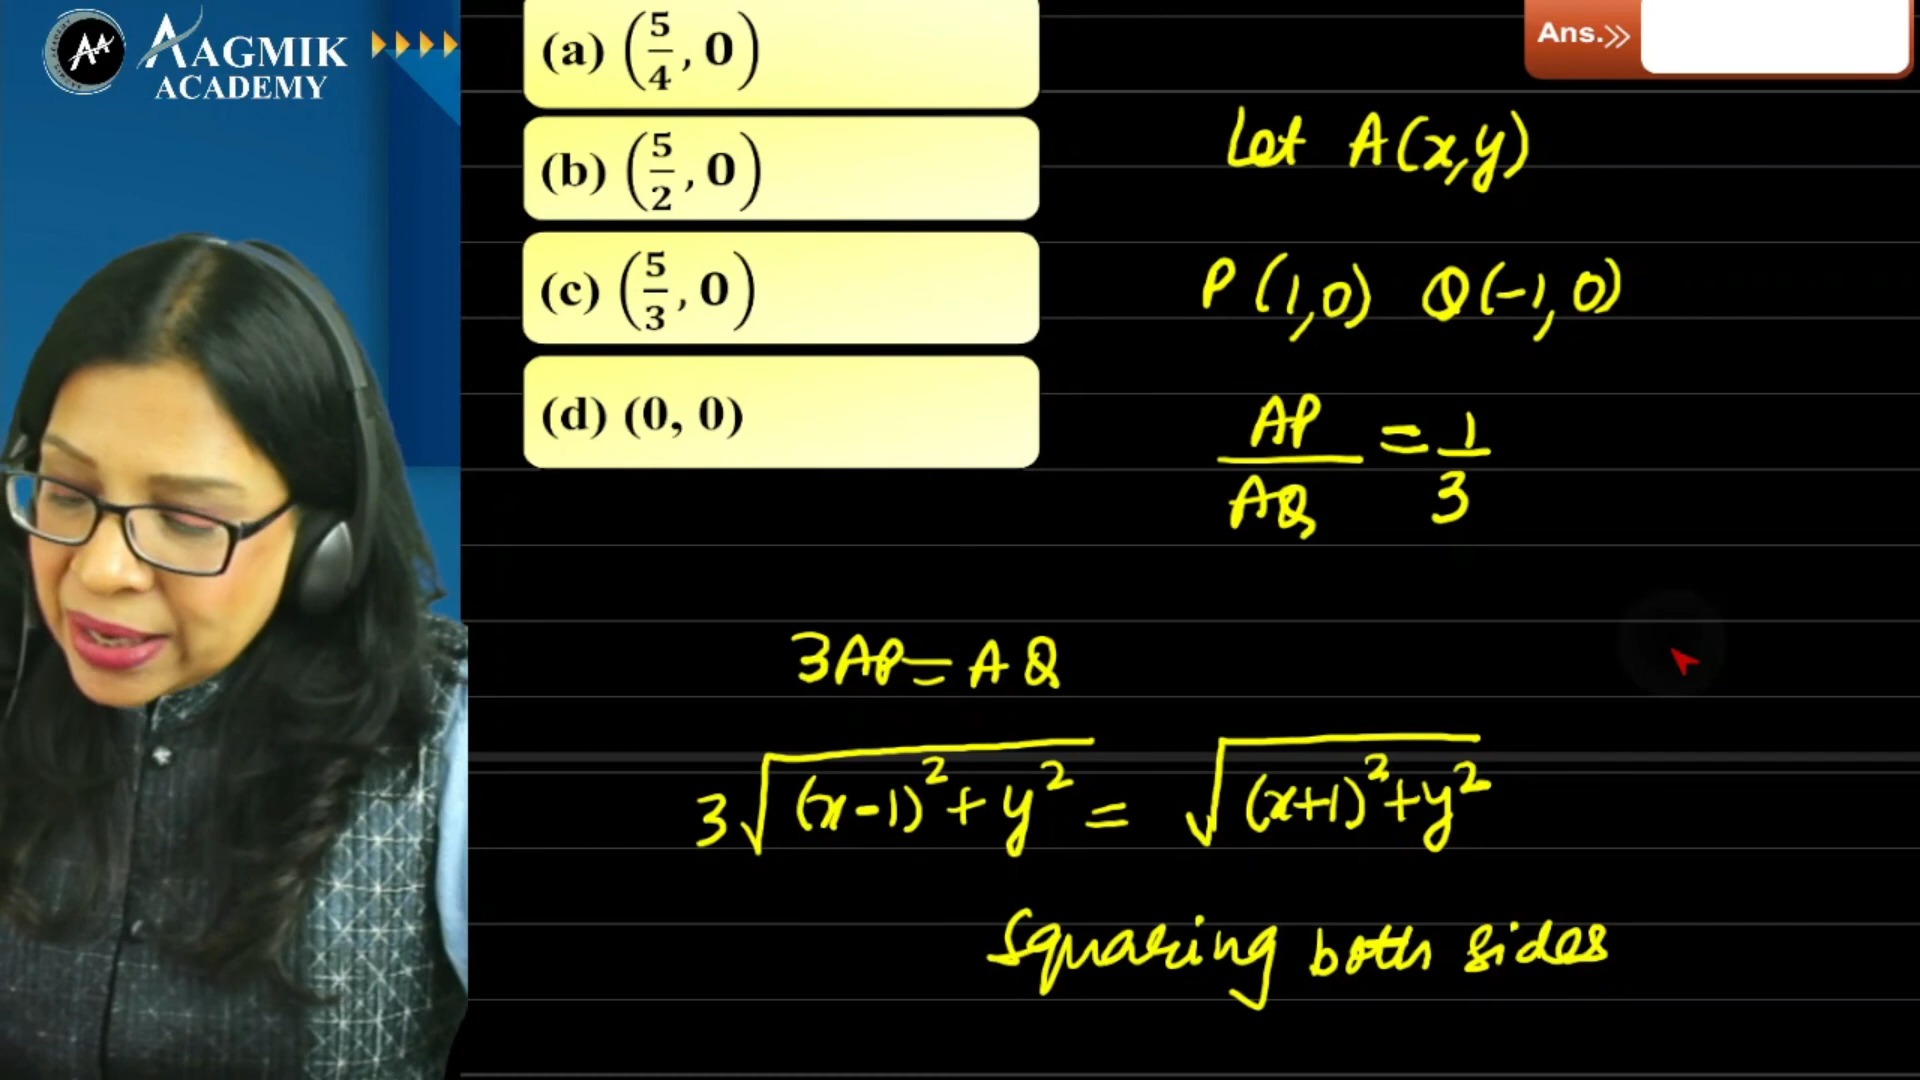 AAGMIK
ACADEMY
(a) (5/4, 0)
(b) (5/2, 0)
(c) (5/3, 0)
(d) (0, 0)
Ans.>>
Let A(x,y)
P(1,0) Q(-1,0)
AP/AQ = 1/3
3AP = AQ
3√((x-1)²+y²) = √((x+1)²+y²)
Squaring both sides